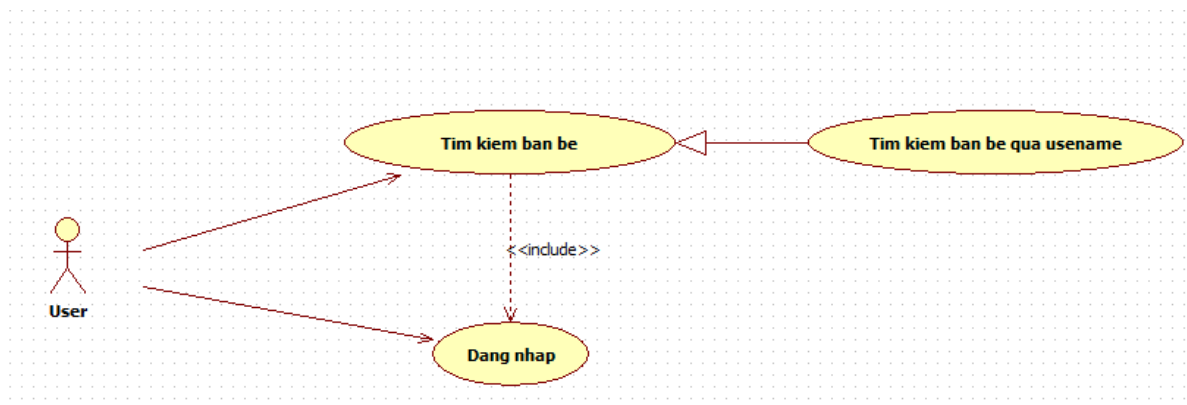 Tim kiem ban be
Tim kiem ban be qua usename
<<include>>
User
Dang nhap